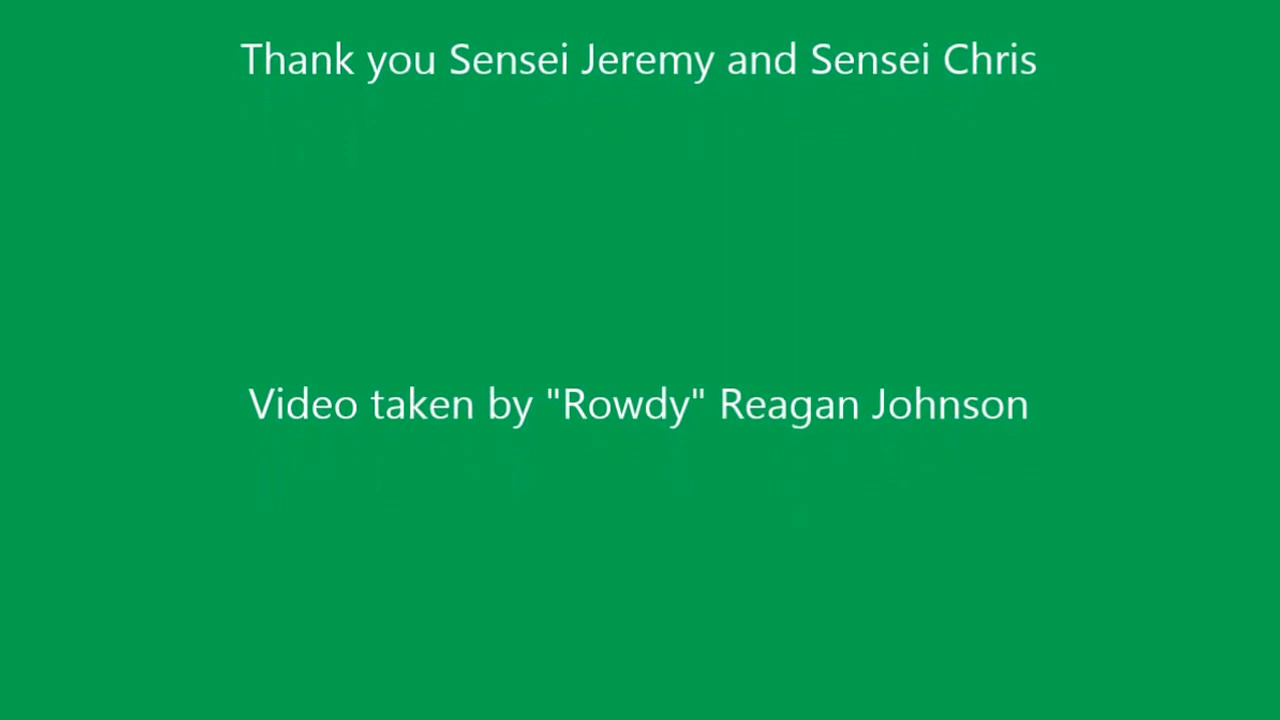 Thank you Sensei Jeremy and Sensei Chris
Video taken by "Rowdy" Reagan Johnson